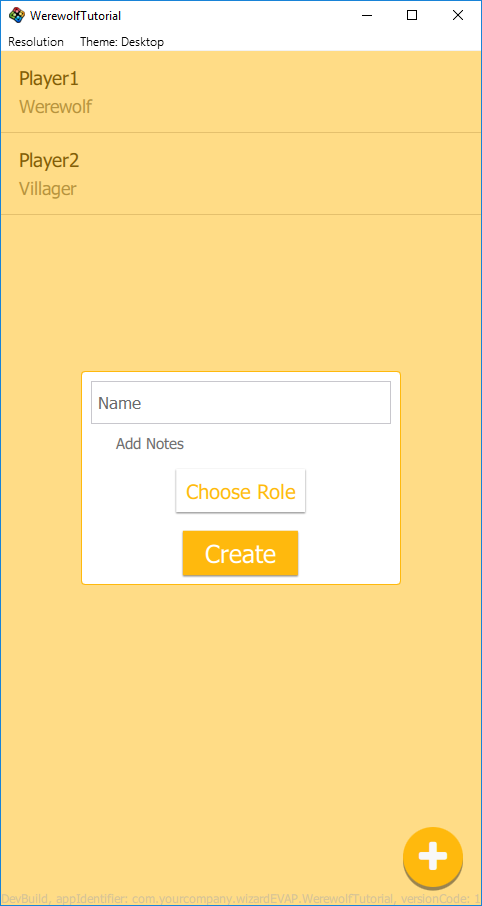 WerewolfTutorial
Resolution Theme: Desktop
Player1
Werewolf
Player2
Villager
Name
Add Notes
Choose Role
Create
DevBuild, appIdentifier: com.yourcompany.wizardEVAP.WerewolfTutorial, versionCode: 1